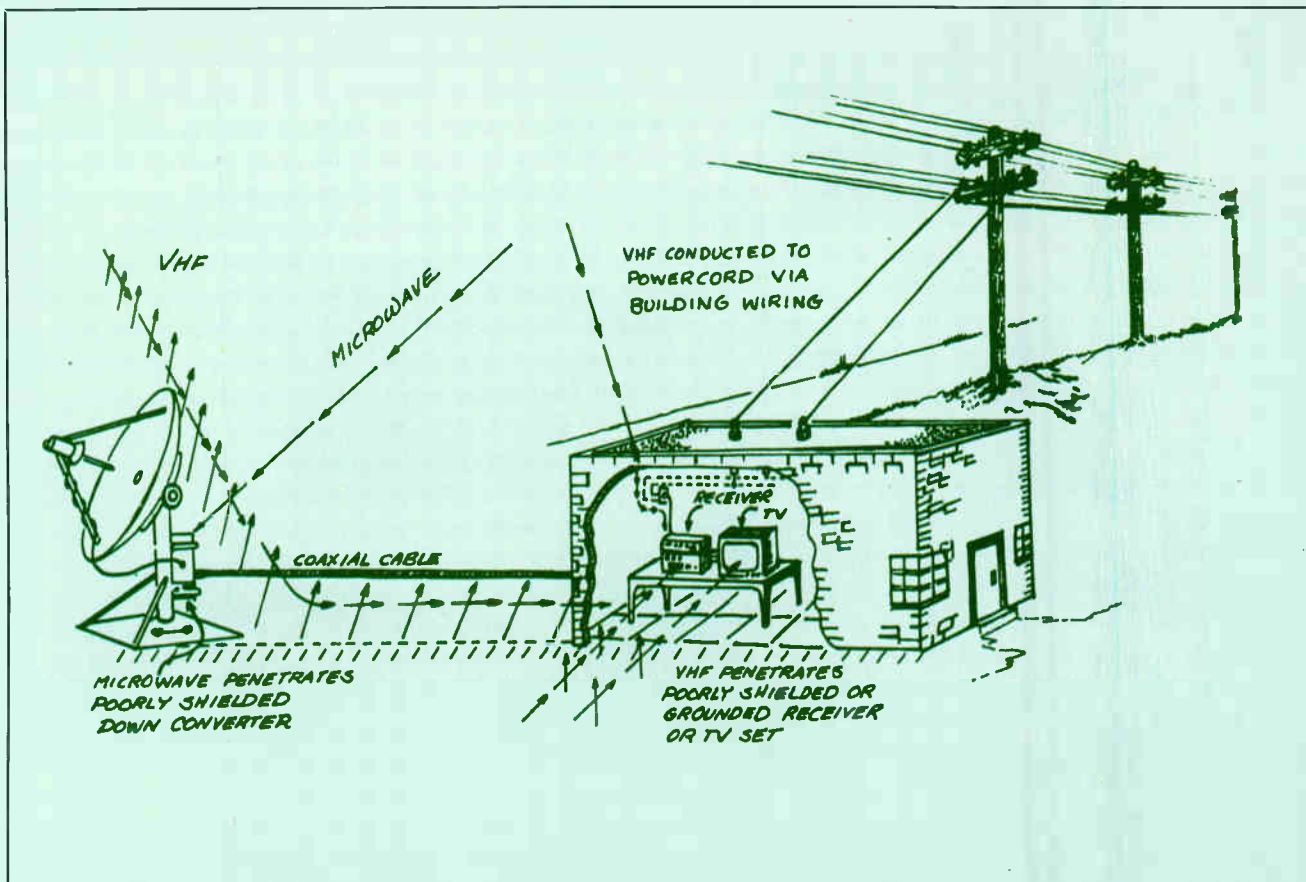 VHF
MICROWAVE
VHF CONDUCTED TO
POWERCORD VIA
BUILDING WIRING
RECEIVER
TV
COAXIAL CABLE
MICROWAVE PENETRATES
POORLY SHIELDED
DOWN CONVERTER
VHF PENETRATES
POORLY SHIELDED OR
GROUNDED RECEIVER
OR TV SET